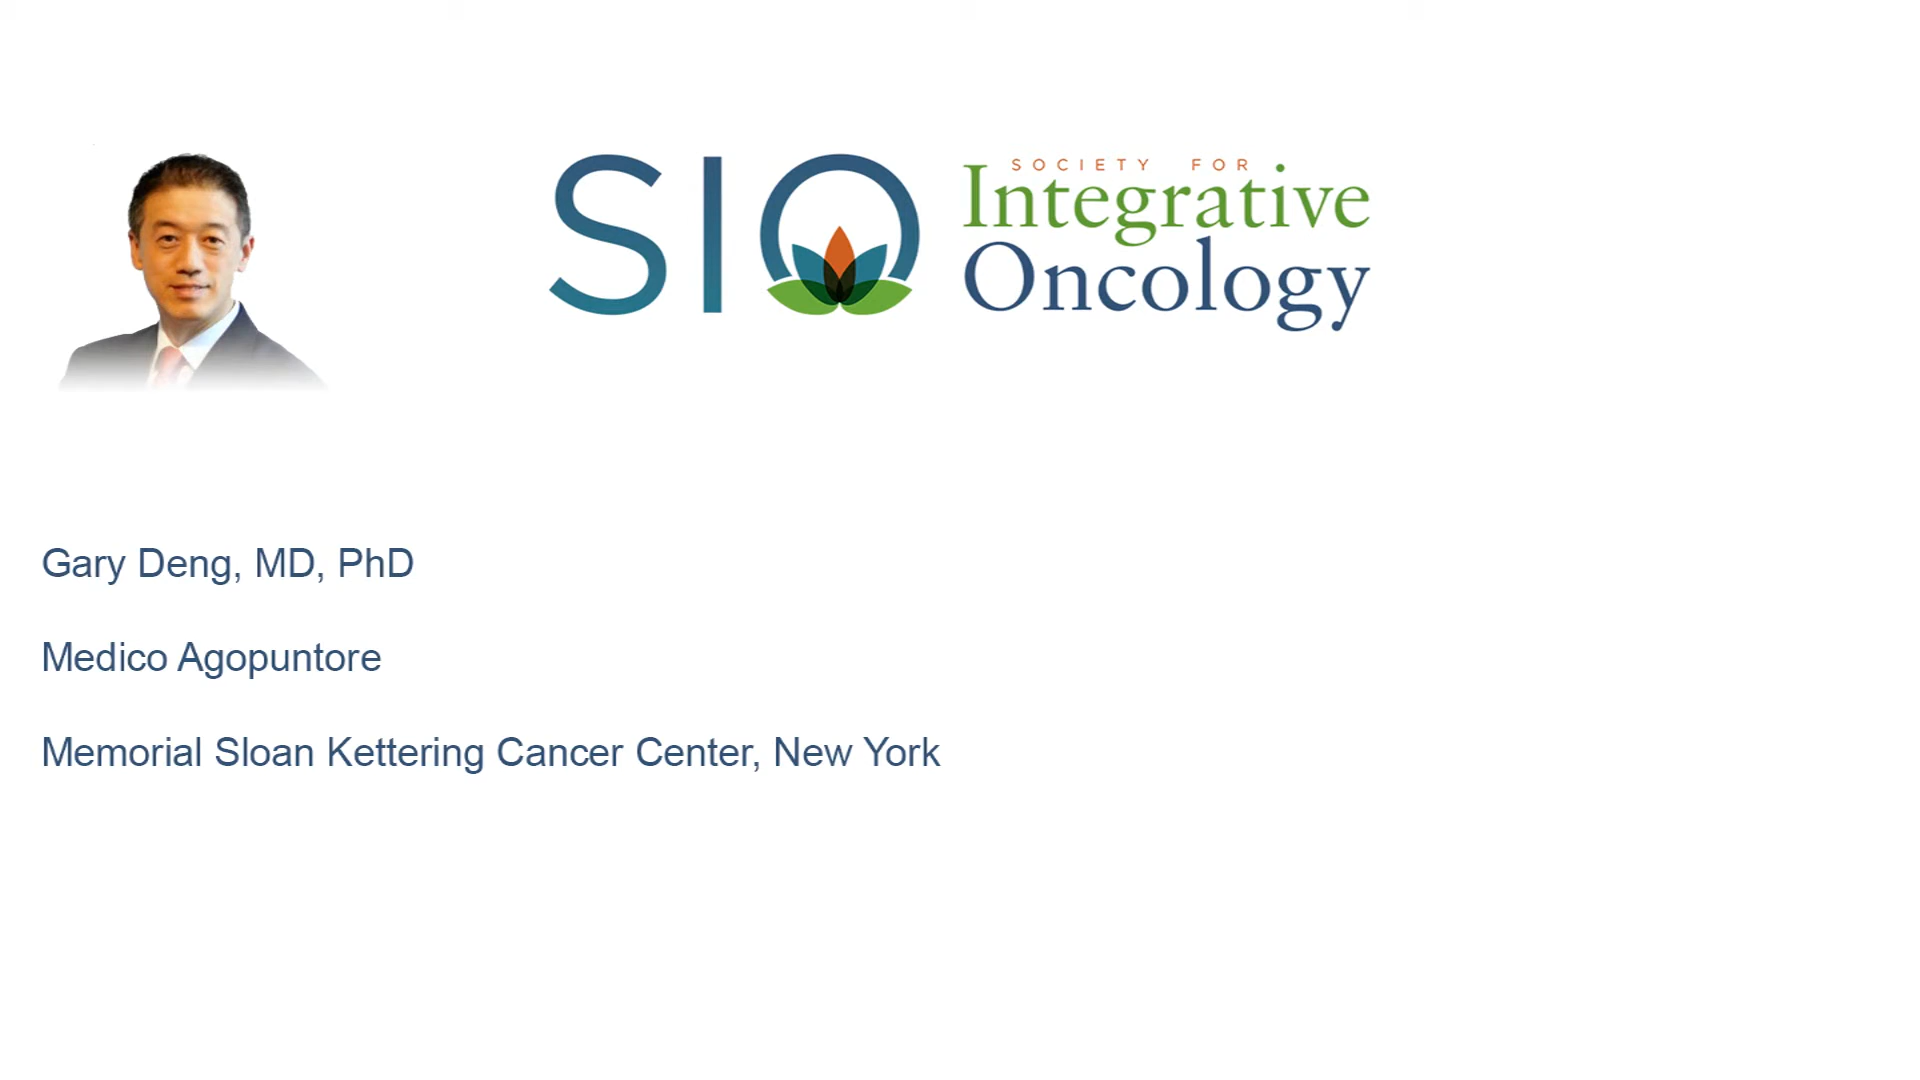 SIO
SOCIETY FOR
Integrative
Oncology
Gary Deng, MD, PhD
Medico Agopuntore
Memorial Sloan Kettering Cancer Center, New York